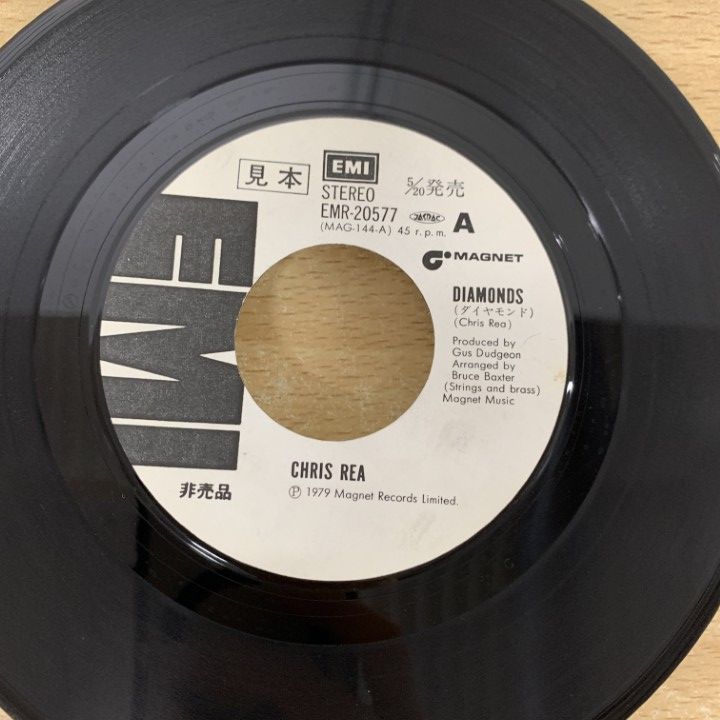 EMI
見本
STEREO
5/20発売
EMR-20577
A
(MAG-144-A) 45 r.p.m.
MAGNET
EMI
DIAMONDS
(ダイヤモンド)
(Chris Rea)
Produced by
Gus Dudgeon
Arranged by
Bruce Baxter
(Strings and brass)
Magnet Music
CHRIS REA
Ⓟ 1979 Magnet Records Limited.
非売品